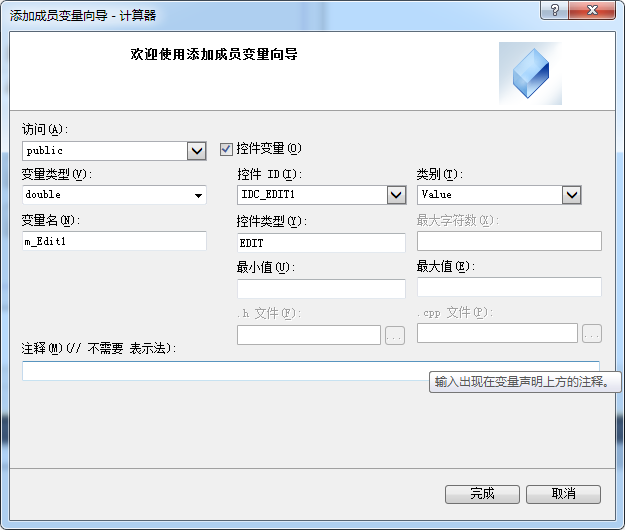 添加成员变量向导 - 计算器
欢迎使用添加成员变量向导
访问(A):
public
控件变量(O)
变量类型(V):
控件 ID(I):
类别(T):
double
IDC_EDIT1
Value
变量名(N):
控件类型(Y):
最大字符数(X):
m_Edit1
EDIT
最小值(U):
最大值(E):
.h 文件(F):
.cpp 文件(P):
...
...
注释(M)(// 不需要 表示法):
输入出现在变量声明上方的注释。
完成
取消